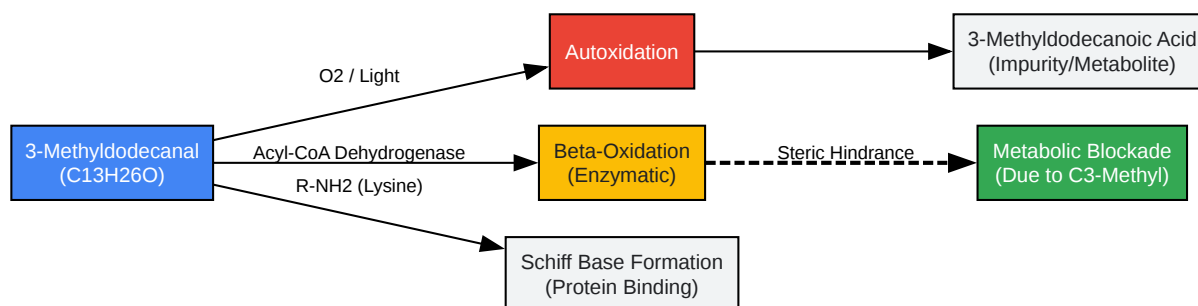 Autoxidation
3-Methyldodecanoic Acid
(Impurity/Metabolite)
O2 / Light
3-Methyldodecanal
(C13H26O)
Acyl-CoA Dehydrogenase
Beta-Oxidation
(Enzymatic)
Steric Hindrance
Metabolic Blockade
(Due to C3-Methyl)
R-NH2 (Lysine)
Schiff Base Formation
(Protein Binding)